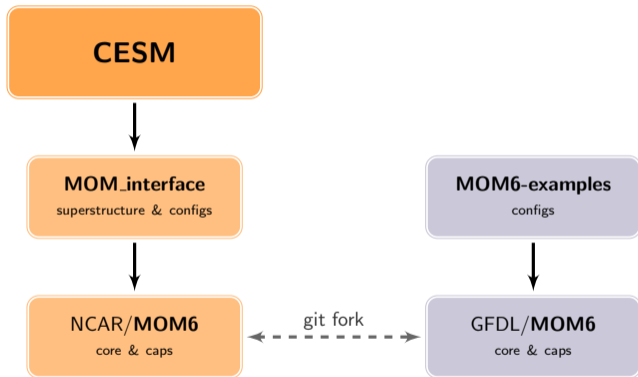 CESM
MOM_interface
superstructure & configs
MOM6-examples
configs
NCAR/MOM6
core & caps
git fork
GFDL/MOM6
core & caps